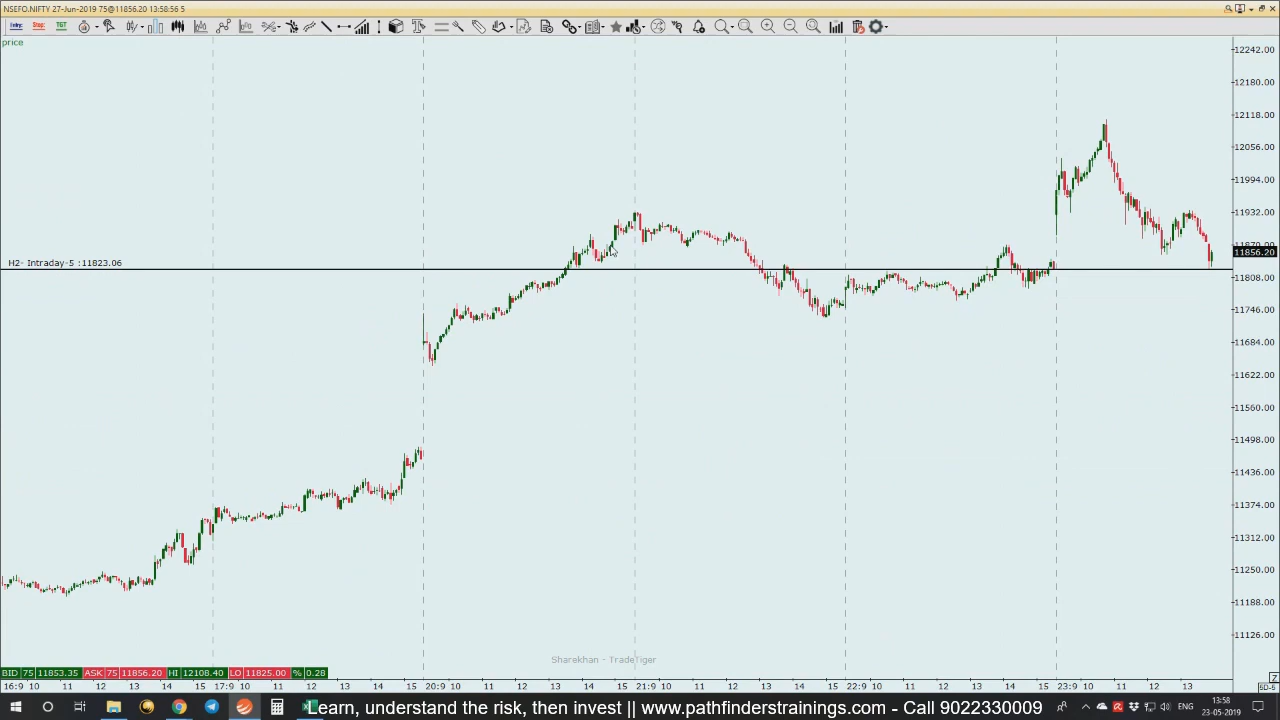 NSEFO.NIFTY 27-Jun-2019 75@11856.20 13:58:56 5
price
12242.00
12180.00
12118.00
12056.00
11994.00
11932.00
11870.00
11856.20
11808.00
11746.00
11684.00
11622.00
11560.00
11498.00
11436.00
11374.00
11312.00
11250.00
11188.00
11126.00
H2- Intraday-5 :11823.06
Sharekhan - TradeTiger
BID 75 11853.35 ASK 75 11856.20 HI 12108.40 LO 11825.00 % 0.28
16:9 10 11 12 13 14 15 17:9 10 11 12 13 14 15 20:9 10 11 12 13 14 15 21:9 10 11 12 13 14 15 22:9 10 11 12 13 14 15 23:9 10 11 12 13
Learn, understand the risk, then invest || www.pathfinderstrainings.com - Call 9022330009
ENG
13:58
23-05-2019